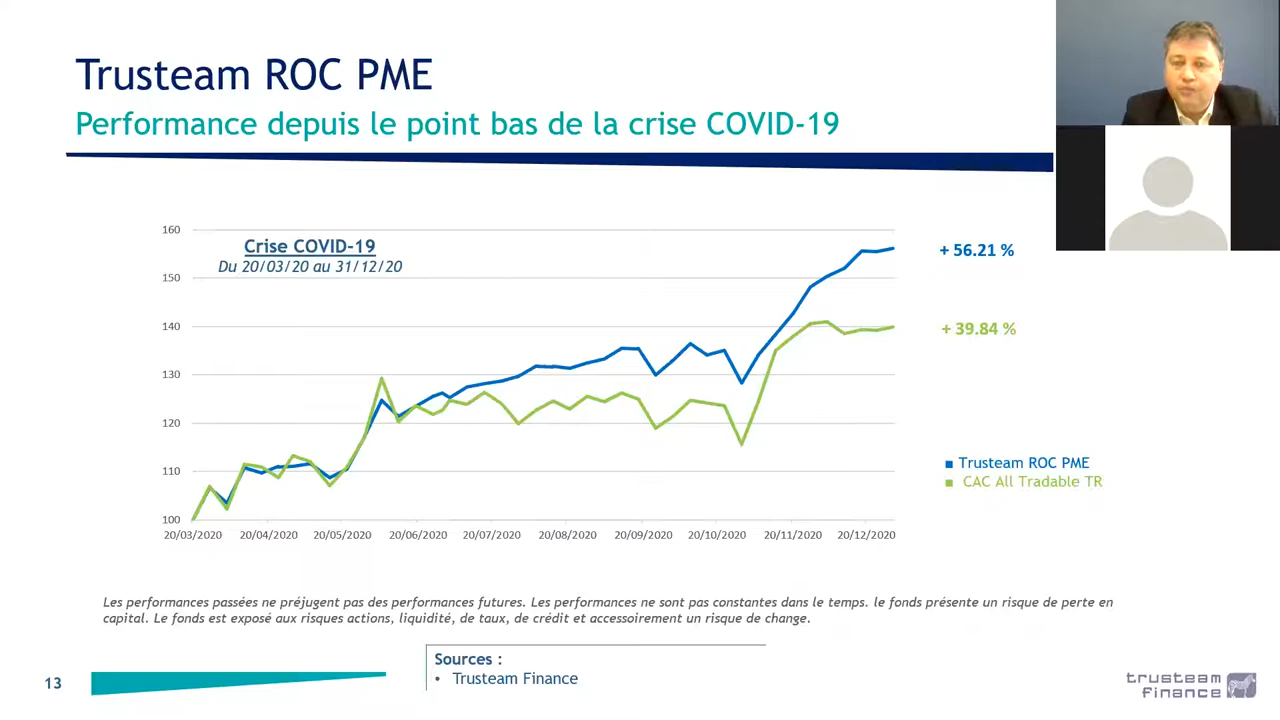 Trusteam ROC PME
Performance depuis le point bas de la crise COVID-19
Crise COVID-19
Du 20/03/20 au 31/12/20
160
150
140
130
120
110
100
20/03/2020 20/04/2020 20/05/2020 20/06/2020 20/07/2020 20/08/2020 20/09/2020 20/10/2020 20/11/2020 20/12/2020
+ 56.21 %
+ 39.84 %
Trusteam ROC PME
CAC All Tradable TR
Les performances passées ne préjugent pas des performances futures. Les performances ne sont pas constantes dans le temps. le fonds présente un risque de perte en
capital. Le fonds est exposé aux risques actions, liquidité, de taux, de crédit et accessoirement un risque de change.
Sources :
• Trusteam Finance
13
trusteam
finance